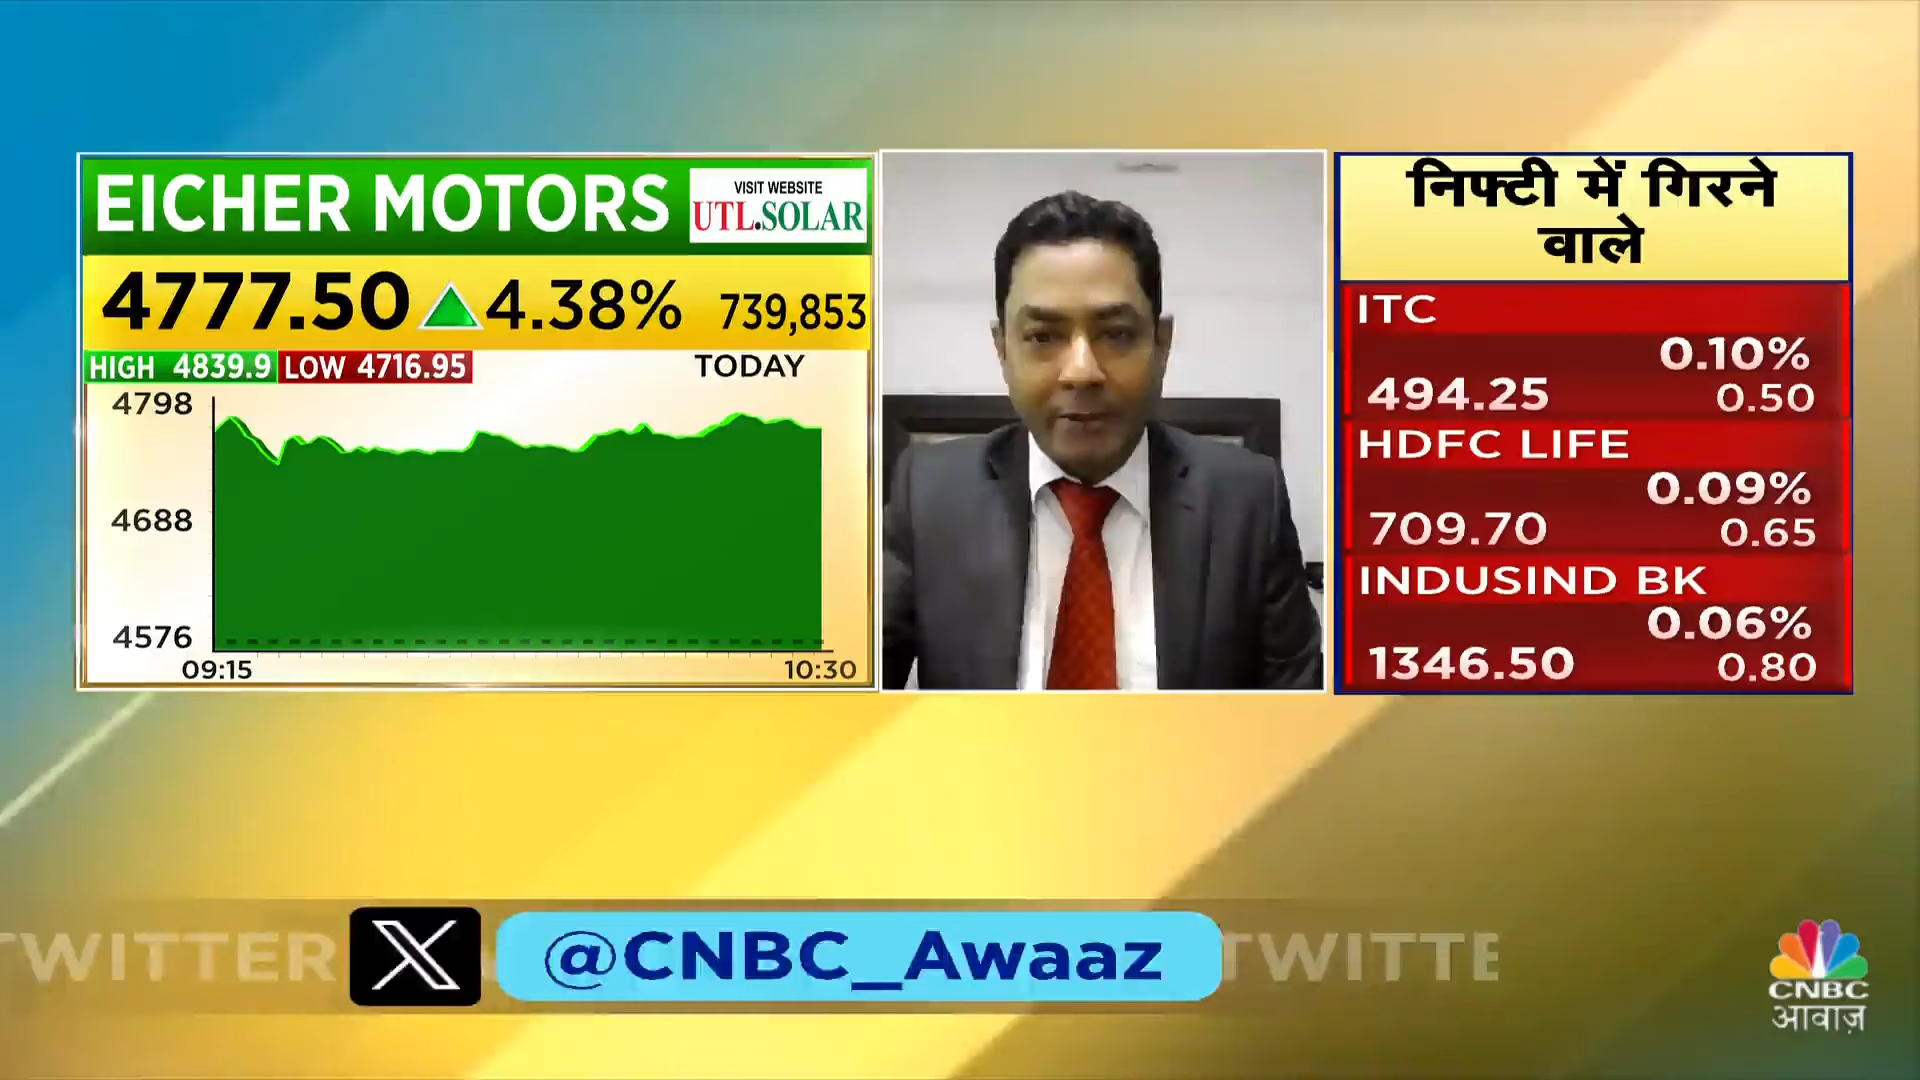 EICHER MOTORS
VISIT WEBSITE
UTL.SOLAR
4777.50 4.38% 739,853
HIGH 4839.9 LOW 4716.95 TODAY
4798
4688
4576
09:15 10:30
निफ्टी में गिरने
वाले
ITC
0.10%
494.25 0.50
HDFC LIFE
0.09%
709.70 0.65
INDUSIND BK
0.06%
1346.50 0.80
TWITTER X @CNBC_Awaaz TWITTE
CNBC
आवाज़